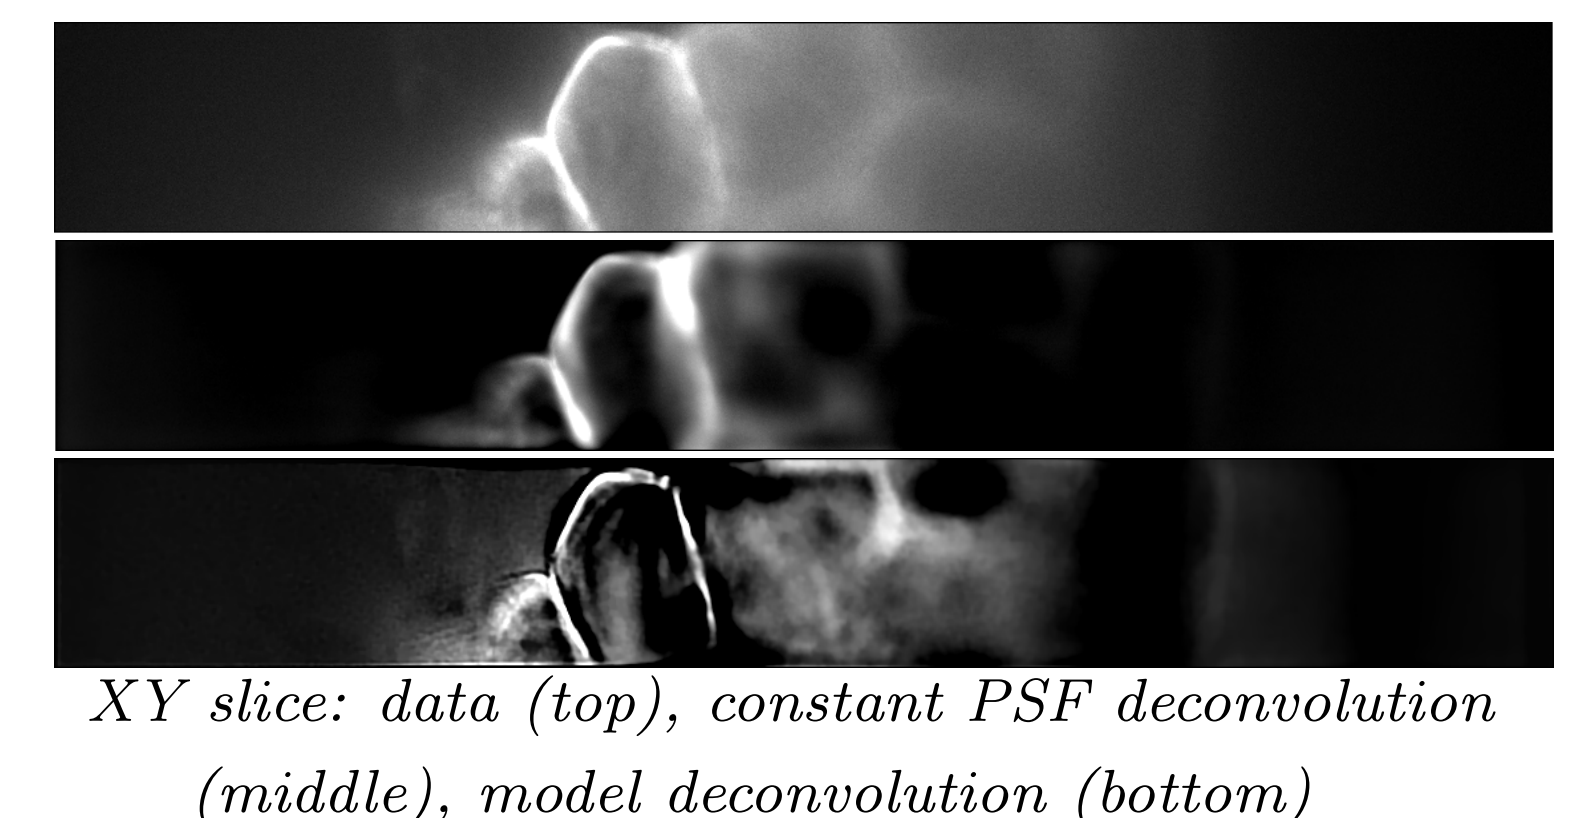 XY slice: data (top), constant PSF deconvolution
(middle), model deconvolution (bottom)